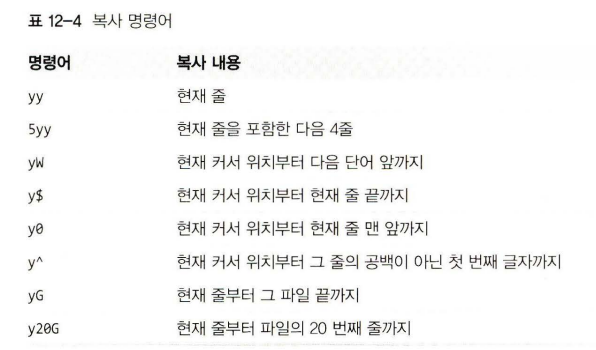 표 12-4 복사 명령어
명령어 복사 내용
yy 현재 줄
5yy 현재 줄을 포함한 다음 4줄
yW 현재 커서 위치부터 다음 단어 앞까지
y$ 현재 커서 위치부터 현재 줄 끝까지
y0 현재 커서 위치부터 현재 줄 맨 앞까지
y^ 현재 커서 위치부터 그 줄의 공백이 아닌 첫 번째 글자까지
yG 현재 줄부터 그 파일 끝까지
y20G 현재 줄부터 파일의 20 번째 줄까지